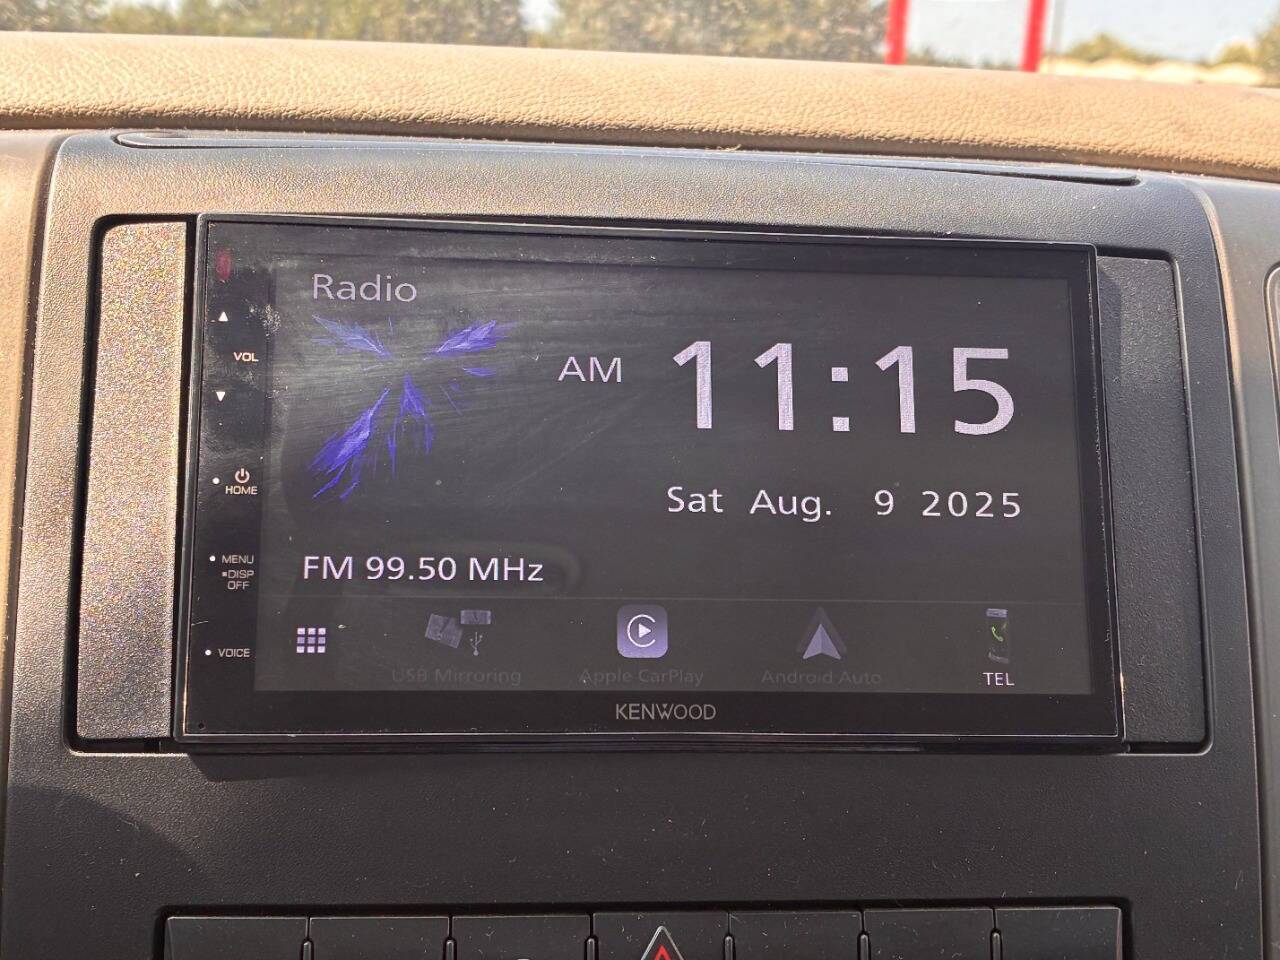 Radio
AM 11:15
Sat Aug. 9 2025
FM 99.50 MHz
VOL
HOME
MENU
DISP
OFF
VOICE
USB Mirroring
Apple CarPlay
Android Auto
TEL
KENWOOD